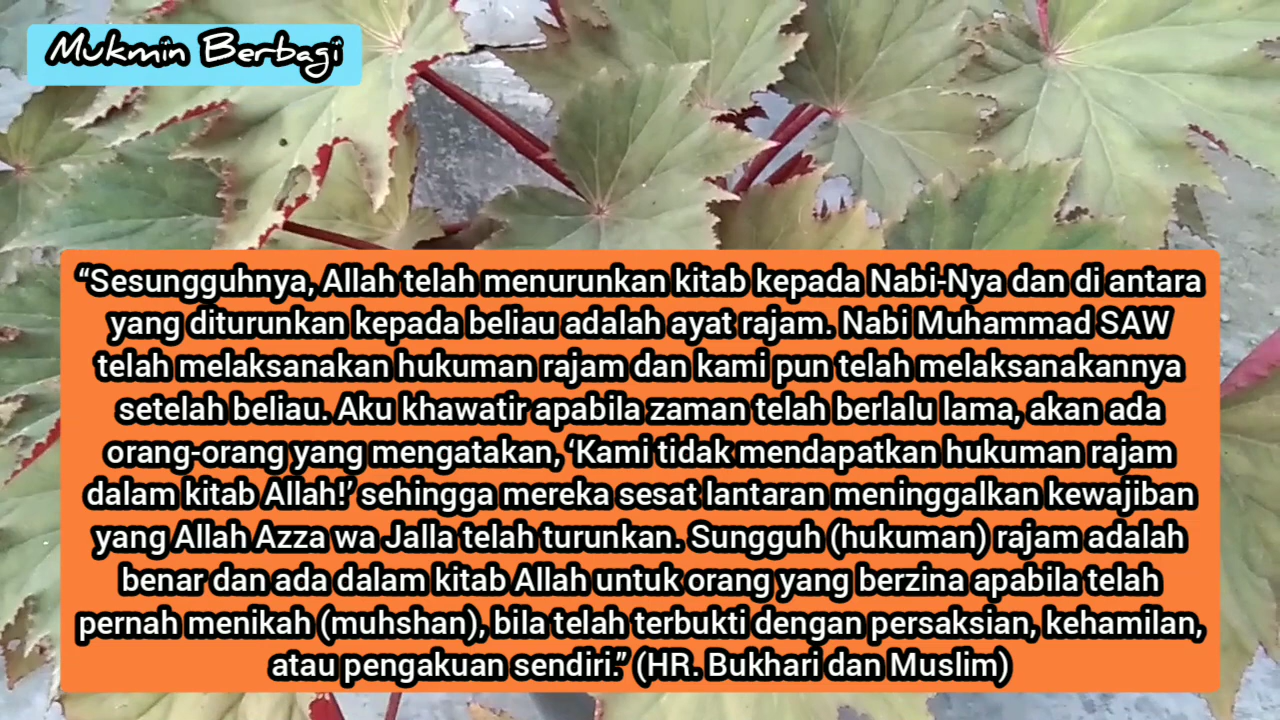 Mukmin Berbagi
“Sesungguhnya, Allah telah menurunkan kitab kepada Nabi-Nya dan di antara
yang diturunkan kepada beliau adalah ayat rajam. Nabi Muhammad SAW
telah melaksanakan hukuman rajam dan kami pun telah melaksanakannya
setelah beliau. Aku khawatir apabila zaman telah berlalu lama, akan ada
orang-orang yang mengatakan, ‘Kami tidak mendapatkan hukuman rajam
dalam kitab Allah!’ sehingga mereka sesat lantaran meninggalkan kewajiban
yang Allah Azza wa Jalla telah turunkan. Sungguh (hukuman) rajam adalah
benar dan ada dalam kitab Allah untuk orang yang berzina apabila telah
pernah menikah (muhshan), bila telah terbukti dengan persaksian, kehamilan,
atau pengakuan sendiri.” (HR. Bukhari dan Muslim)